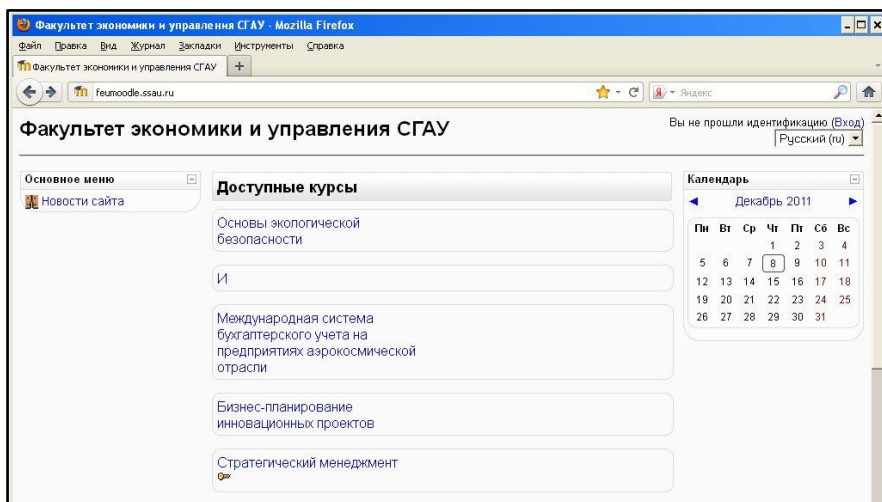 Факультет экономики и управления СГАУ - Mozilla Firefox
Файл Правка Вид Журнал Закладки Инструменты Справка
Факультет экономики и управления СГАУ +
feumoodle.ssau.ru Яндекс
Факультет экономики и управления СГАУ
Вы не прошли идентификацию (Вход)
Русский (ru)
Основное меню
Новости сайта
Доступные курсы
Основы экологической
безопасности
И
Международная система
бухгалтерского учета на
предприятиях аэрокосмической
отрасли
Бизнес-планирование
инновационных проектов
Стратегический менеджмент
Календарь
Декабрь 2011
Пн Вт Ср Чт Пт Сб Вс
1 2 3 4
5 6 7 8 9 10 11
12 13 14 15 16 17 18
19 20 21 22 23 24 25
26 27 28 29 30 31